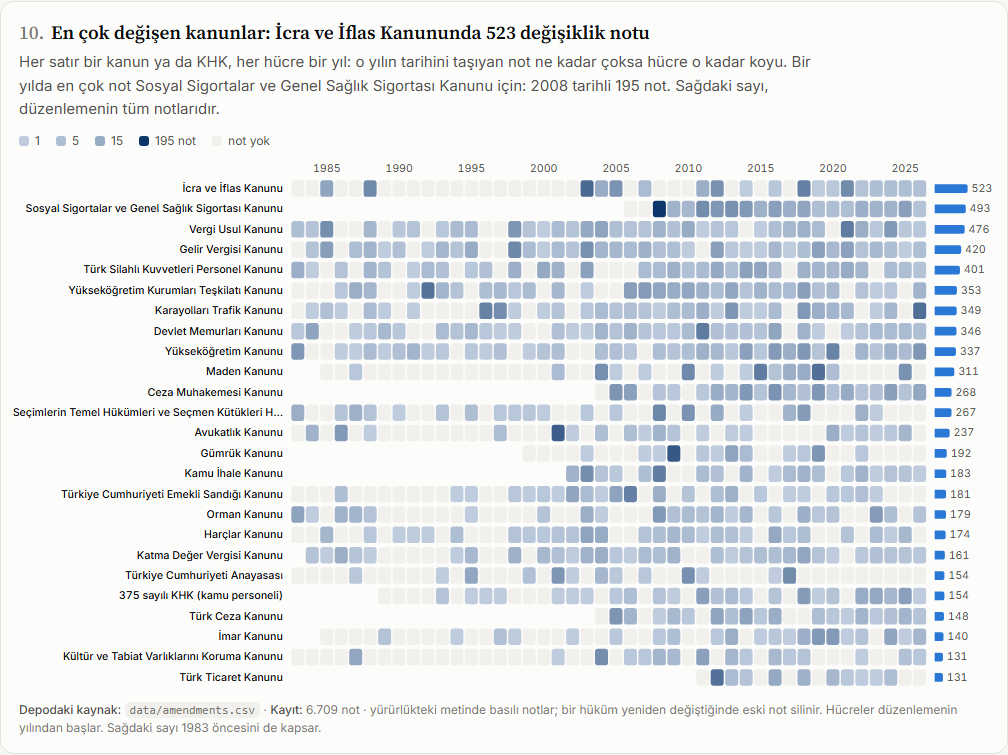 10. En çok değişen kanunlar: İcra ve İflas Kanununda 523 değişiklik notu
Her satır bir kanun ya da KHK, her hücre bir yıl: o yılın tarihini taşıyan not ne kadar çoksa hücre o kadar koyu. Bir
yılda en çok not Sosyal Sigortalar ve Genel Sağlık Sigortası Kanunu için: 2008 tarihli 195 not. Sağdaki sayı,
düzenlemenin tüm notlarıdır.
1 5 15 195 not not yok
1985 1990 1995 2000 2005 2010 2015 2020 2025
İcra ve İflas Kanunu 523
Sosyal Sigortalar ve Genel Sağlık Sigortası Kanunu 493
Vergi Usul Kanunu 476
Gelir Vergisi Kanunu 420
Türk Silahlı Kuvvetleri Personel Kanunu 401
Yükseköğretim Kurumları Teşkilatı Kanunu 353
Karayolları Trafik Kanunu 349
Devlet Memurları Kanunu 346
Yükseköğretim Kanunu 337
Maden Kanunu 311
Ceza Muhakemesi Kanunu 268
Seçimlerin Temel Hükümleri ve Seçmen Kütükleri H... 267
Avukatlık Kanunu 237
Gümrük Kanunu 192
Kamu İhale Kanunu 183
Türkiye Cumhuriyeti Emekli Sandığı Kanunu 181
Orman Kanunu 179
Harçlar Kanunu 174
Katma Değer Vergisi Kanunu 161
Türkiye Cumhuriyeti Anayasası 154
375 sayılı KHK (kamu personeli) 154
Türk Ceza Kanunu 148
İmar Kanunu 140
Kültür ve Tabiat Varlıklarını Koruma Kanunu 131
Türk Ticaret Kanunu 131
Depodaki kaynak: data/amendments.csv · Kayıt: 6.709 not · yürürlükteki metinde basılı notlar; bir hüküm yeniden değiştiğinde eski not silinir. Hücreler düzenlemenin
yılından başlar. Sağdaki sayı 1983 öncesini de kapsar.